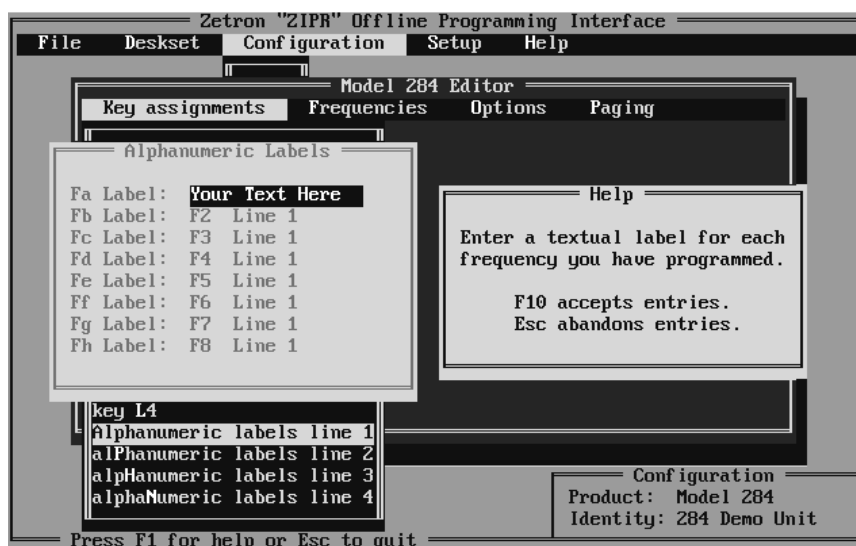 Zetron "ZIPR" Offline Programming Interface
File Deskset Configuration Setup Help
Model 284 Editor
Key assignments Frequencies Options Paging
Alphanumeric Labels
Fa Label: Your Text Here
Fb Label: F2 Line 1
Fc Label: F3 Line 1
Fd Label: F4 Line 1
Fe Label: F5 Line 1
Ff Label: F6 Line 1
Fg Label: F7 Line 1
Fh Label: F8 Line 1
Help
Enter a textual label for each
frequency you have programmed.
F10 accepts entries.
Esc abandons entries.
key L4
Alphanumeric labels line 1
alPhanumeric labels line 2
alpHanumeric labels line 3
alphaNumeric labels line 4
Configuration
Product: Model 284
Identity: 284 Demo Unit
Press F1 for help or Esc to quit